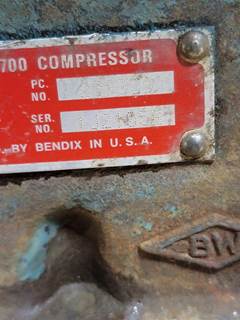 700 COMPRESSOR
PC.
NO.
SER.
NO.
. BY BENDIX IN U. S. A.
BW